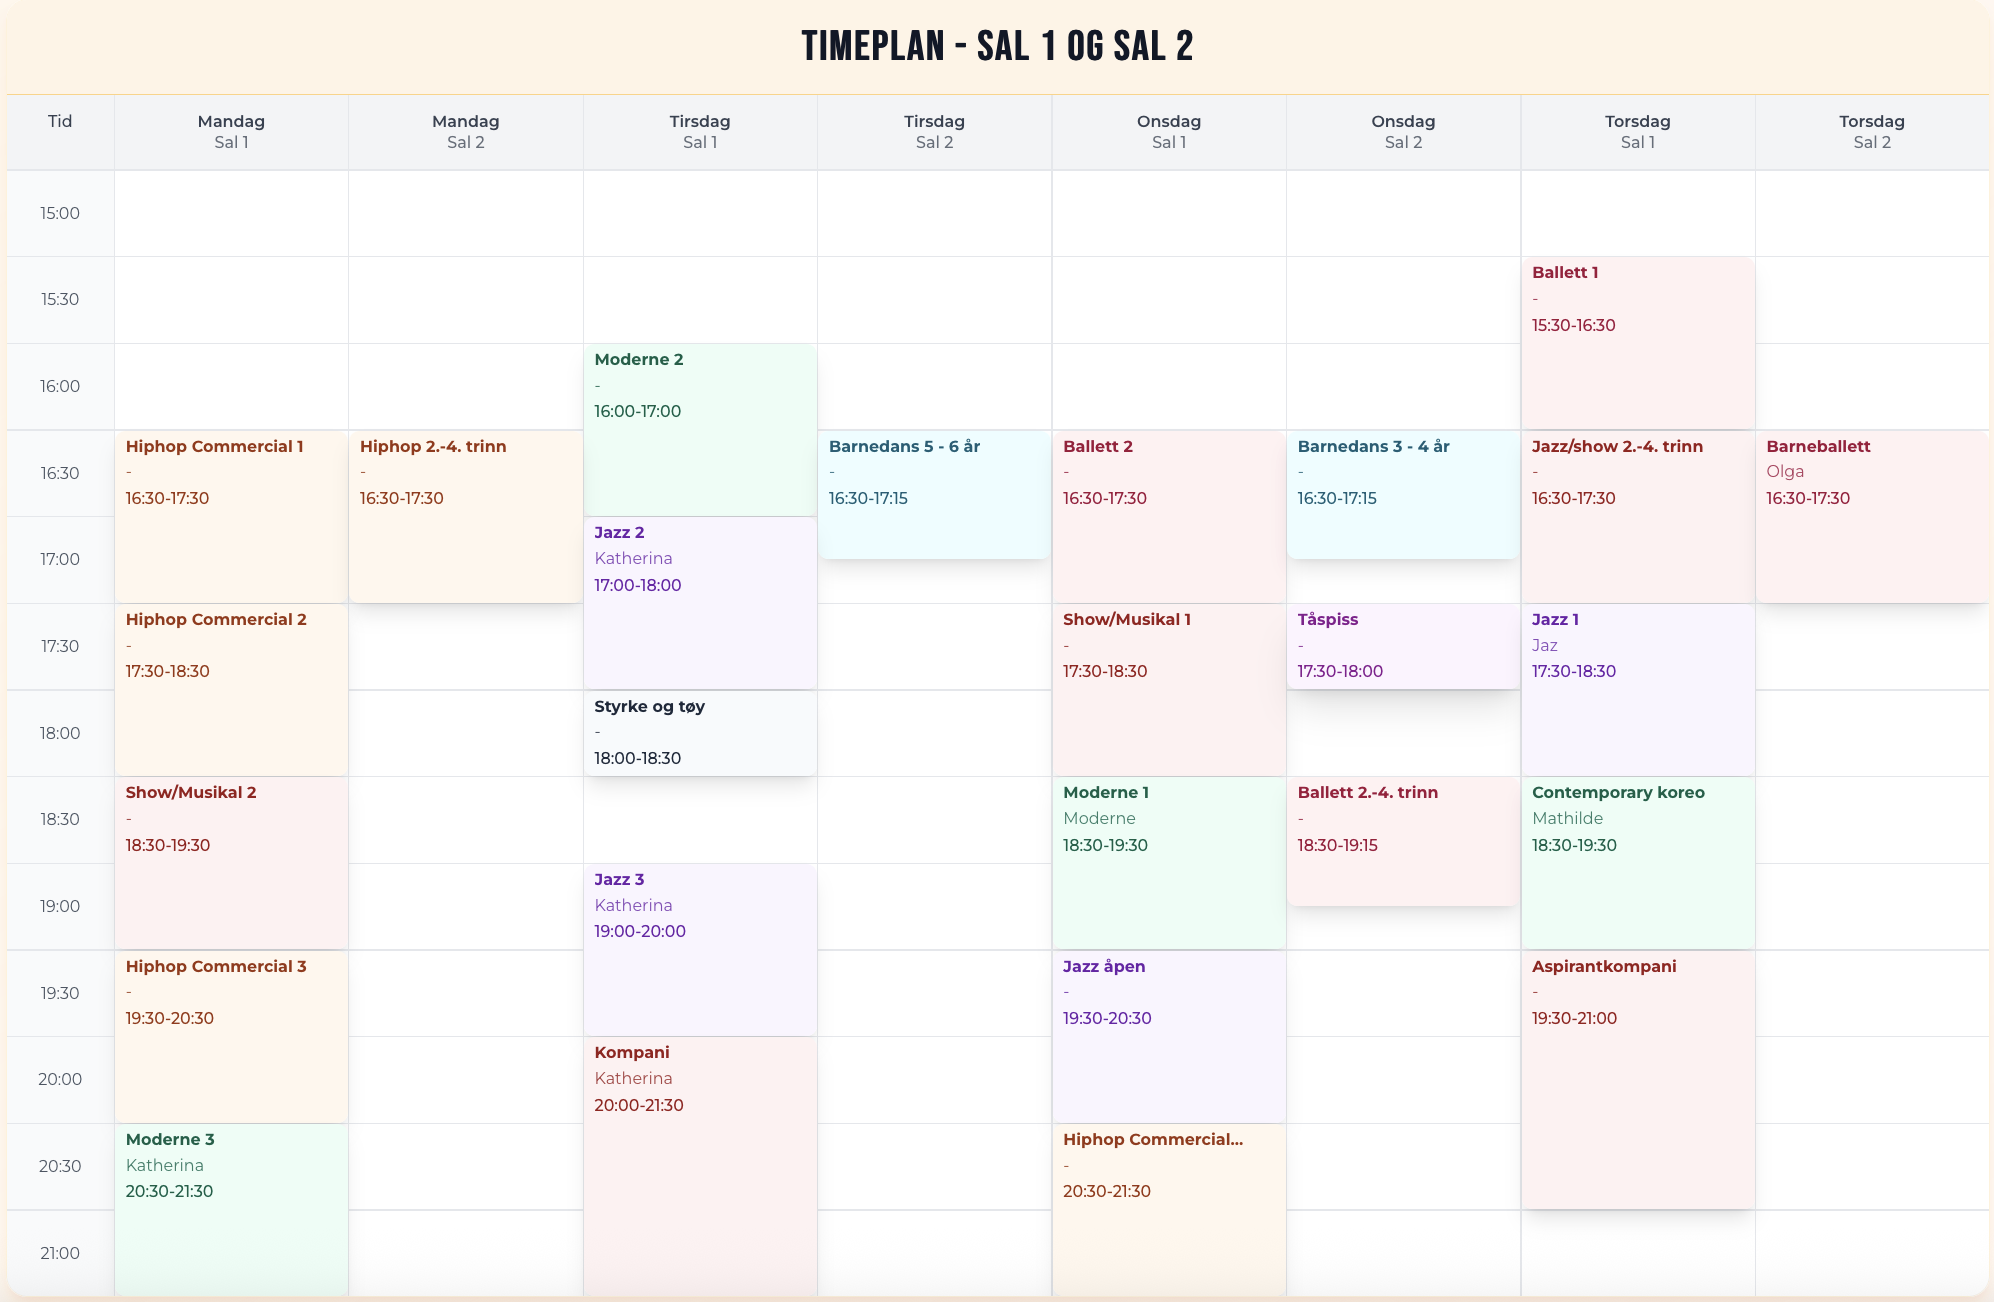 TIMEPLAN - SAL 1 OG SAL 2
Tid
Mandag
Sal 1
Mandag
Sal 2
Tirsdag
Sal 1
Tirsdag
Sal 2
Onsdag
Sal 1
Onsdag
Sal 2
Torsdag
Sal 1
Torsdag
Sal 2
15:00
15:30
Ballett 1
-
15:30-16:30
16:00
Moderne 2
-
16:00-17:00
16:30
Hiphop Commercial 1
-
16:30-17:30
Hiphop 2.-4. trinn
-
16:30-17:30
Barnedans 5 - 6 år
-
16:30-17:15
Ballett 2
-
16:30-17:30
Barnedans 3 - 4 år
-
16:30-17:15
Jazz/show 2.-4. trinn
-
16:30-17:30
Barneballett
Olga
16:30-17:30
17:00
Jazz 2
Katherina
17:00-18:00
17:30
Hiphop Commercial 2
-
17:30-18:30
Show/Musikal 1
-
17:30-18:30
Tåspiss
-
17:30-18:00
Jazz 1
Jaz
17:30-18:30
18:00
Styrke og tøy
-
18:00-18:30
18:30
Show/Musikal 2
-
18:30-19:30
Moderne 1
Moderne
18:30-19:30
Ballett 2.-4. trinn
-
18:30-19:15
Contemporary koreo
Mathilde
18:30-19:30
19:00
Jazz 3
Katherina
19:00-20:00
19:30
Hiphop Commercial 3
-
19:30-20:30
Jazz åpen
-
19:30-20:30
Aspirantkompani
-
19:30-21:00
20:00
Kompani
Katherina
20:00-21:30
20:30
Moderne 3
Katherina
20:30-21:30
Hiphop Commercial...
-
20:30-21:30
21:00